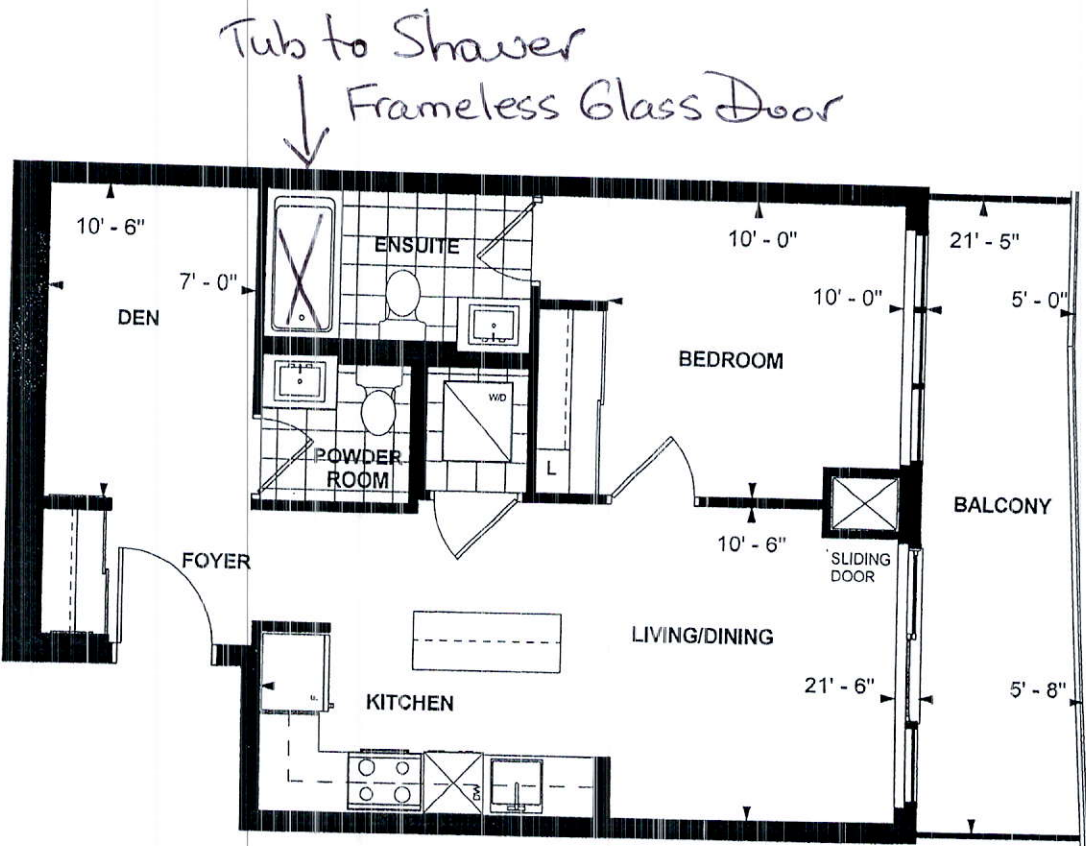 Tub to Shower
Frameless Glass Door
10' - 6"
10' - 0"
21' - 5"
ENSUITE
7' - 0"
10' - 0"
5' - 0"
DEN
BEDROOM
W/D
POWDER
ROOM
L
BALCONY
10' - 6"
FOYER
SLIDING
DOOR
LIVING/DINING
21' - 6"
5' - 8"
KITCHEN
DW